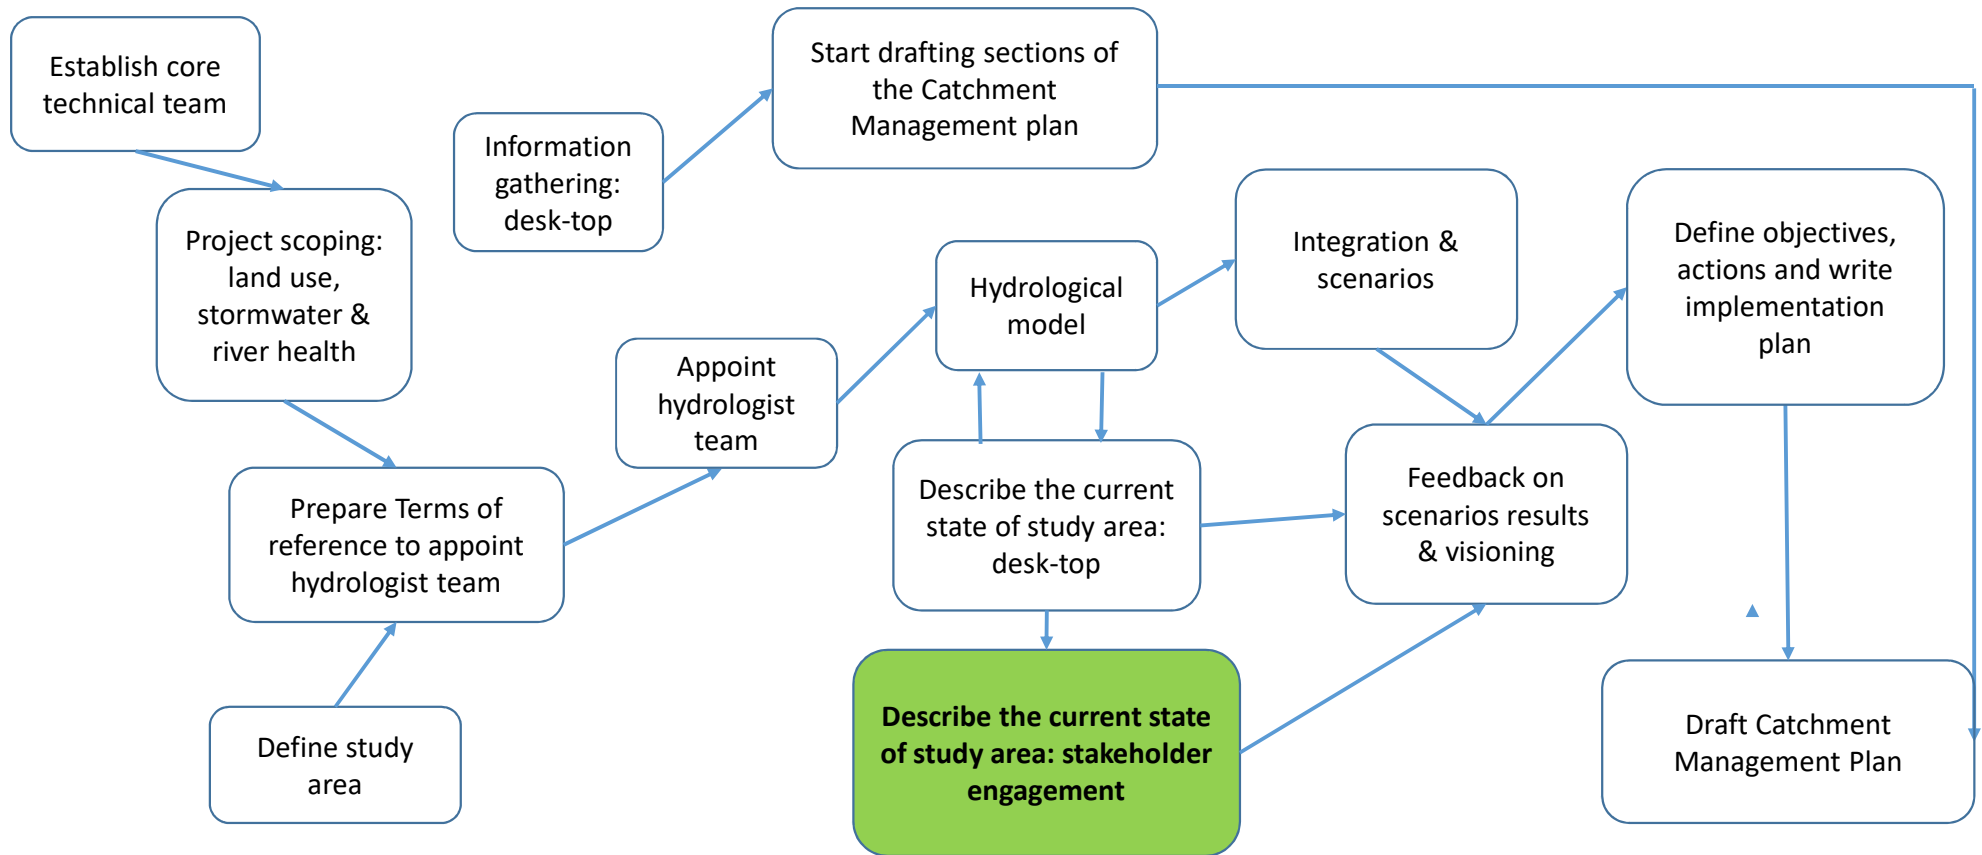 Establish core
technical team
Start drafting sections of
the Catchment
Management plan
Information
gathering:
desk-top
Project scoping:
land use,
stormwater &
river health
Integration &
scenarios
Define objectives,
actions and write
implementation
plan
Hydrological
model
Appoint
hydrologist
team
Prepare Terms of
reference to appoint
hydrologist team
Describe the current
state of study area:
desk-top
Feedback on
scenarios results
& visioning
Define study
area
Describe the current state
of study area: stakeholder
engagement
Draft Catchment
Management Plan